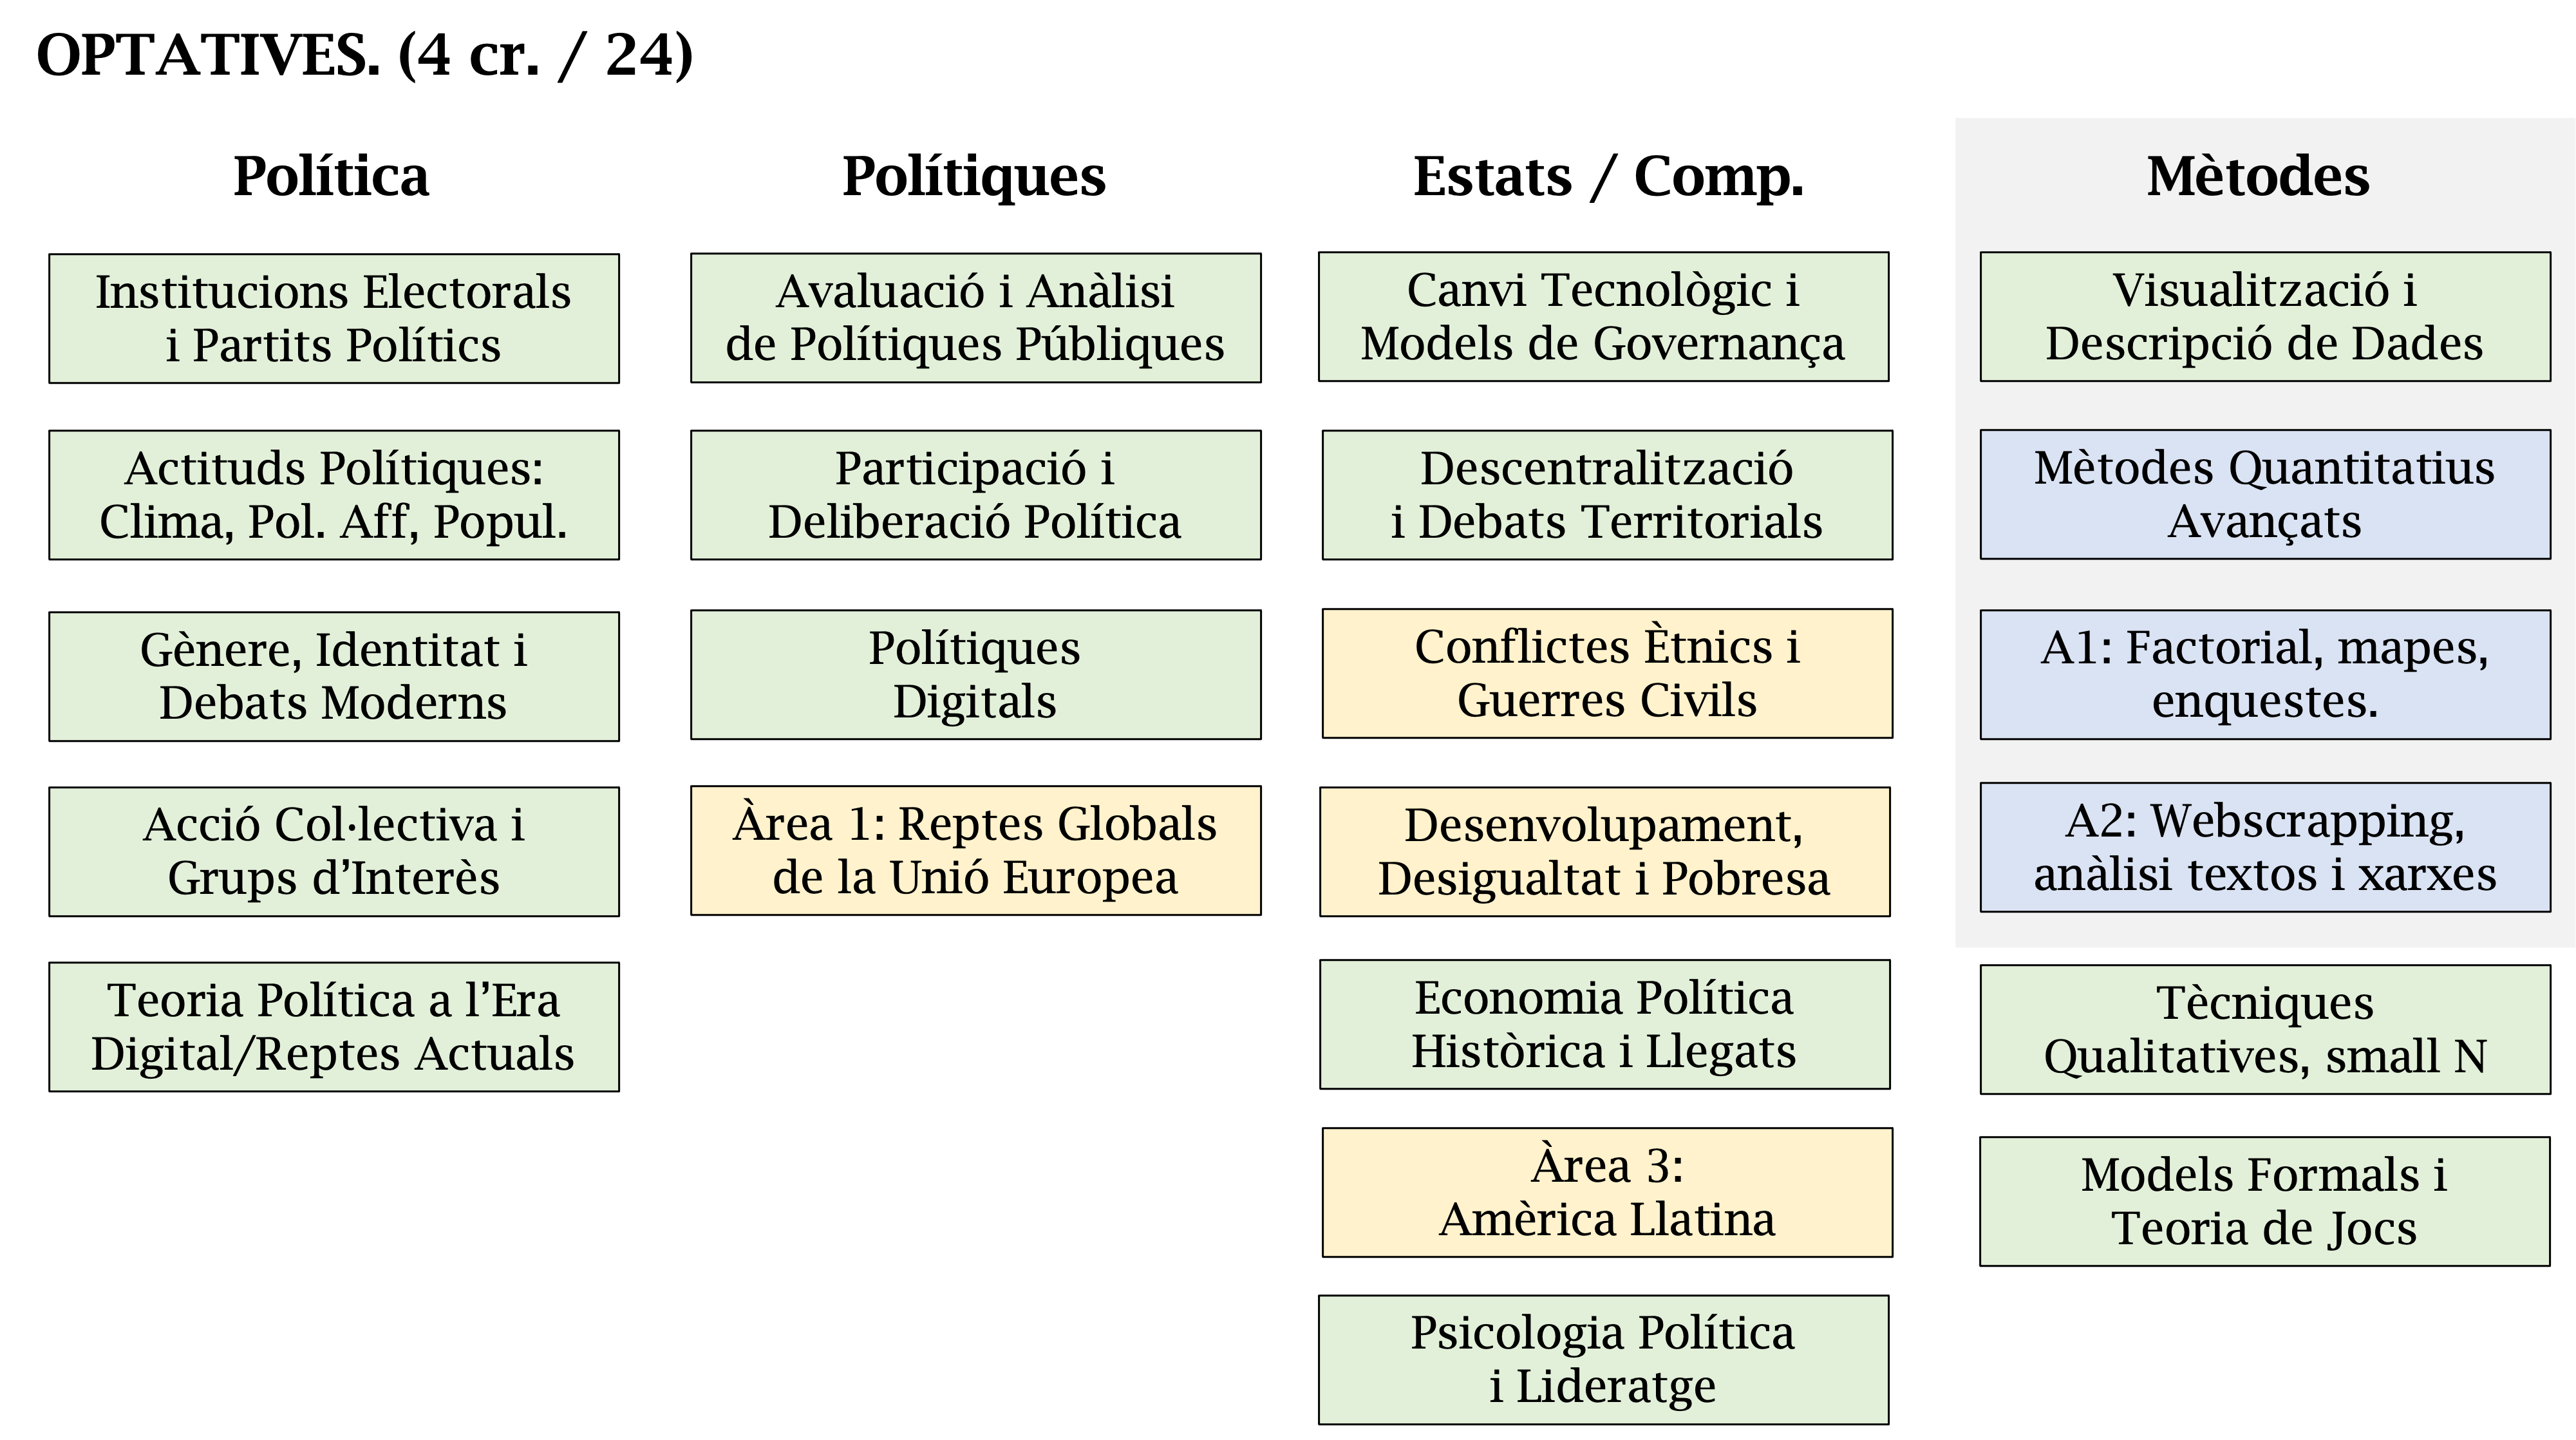 OPTATIVES. (4 cr. / 24)
Política
Institucions Electorals
i Partits Polítics
Actituds Polítiques:
Clima, Pol. Aff, Popul.
Gènere, Identitat i
Debats Moderns
Acció Col·lectiva i
Grups d’Interès
Teoria Política a l’Era
Digital/Reptes Actuals
Polítiques
Avaluació i Anàlisi
de Polítiques Públiques
Participació i
Deliberació Política
Polítiques
Digitals
Àrea 1: Reptes Globals
de la Unió Europea
Estats / Comp.
Canvi Tecnològic i
Models de Governança
Descentralització
i Debats Territorials
Conflictes Ètnics i
Guerres Civils
Desenvolupament,
Desigualtat i Pobresa
Economia Política
Històrica i Llegats
Àrea 3:
Amèrica Llatina
Psicologia Política
i Lideratge
Mètodes
Visualització i
Descripció de Dades
Mètodes Quantitatius
Avançats
A1: Factorial, mapes,
enquestes.
A2: Webscrapping,
anàlisi textos i xarxes
Tècniques
Qualitatives, small N
Models Formals i
Teoria de Jocs